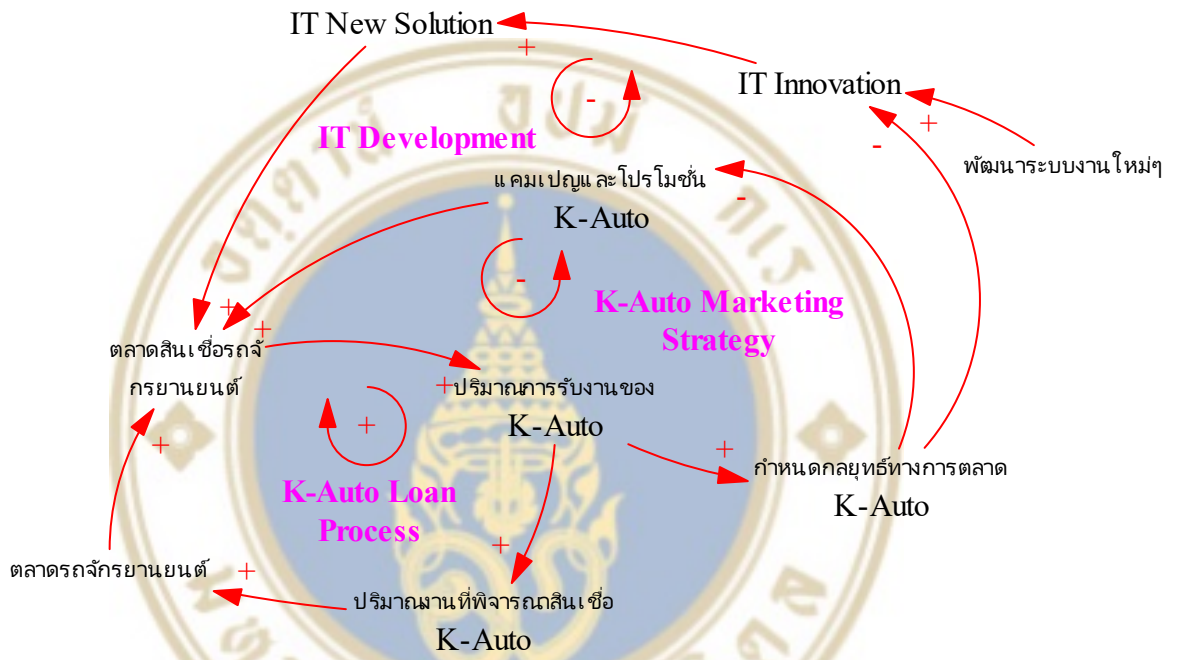 IT New Solution
+
IT Innovation
-
+
IT Development
-
พัฒนาระบบงานใหม่ๆ
แคมเปญและโปรโมชั่น
K-Auto
-
-
K-Auto Marketing
Strategy
+
+
ตลาดสินเชื่อรถจั
กรยานยนต์
+
ปริมาณการรับงานของ
K-Auto
+
+
+
กำหนดกลยุทธ์ทางการตลาด
K-Auto
K-Auto Loan
Process
+
ตลาดรถจักรยานยนต์
+
ปริมาณงานที่พิจารณาสินเชื่อ
K-Auto